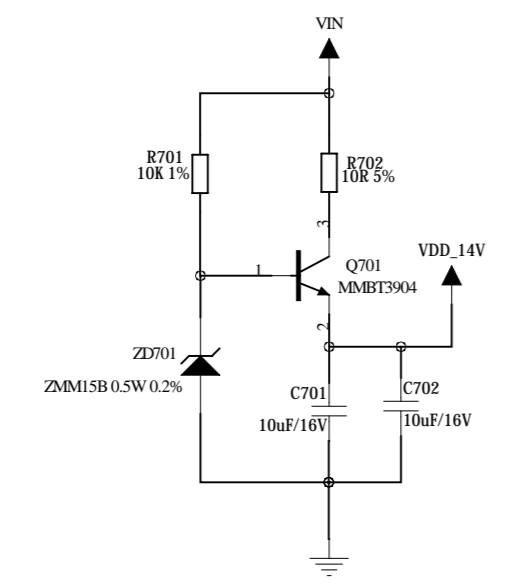 VIN
R701
10K 1%
R702
10R 5%
3
1
Q701
MMBT3904
VDD_14V
2
ZD701
ZMM15B 0.5W 0.2%
C701
10uF/16V
C702
10uF/16V